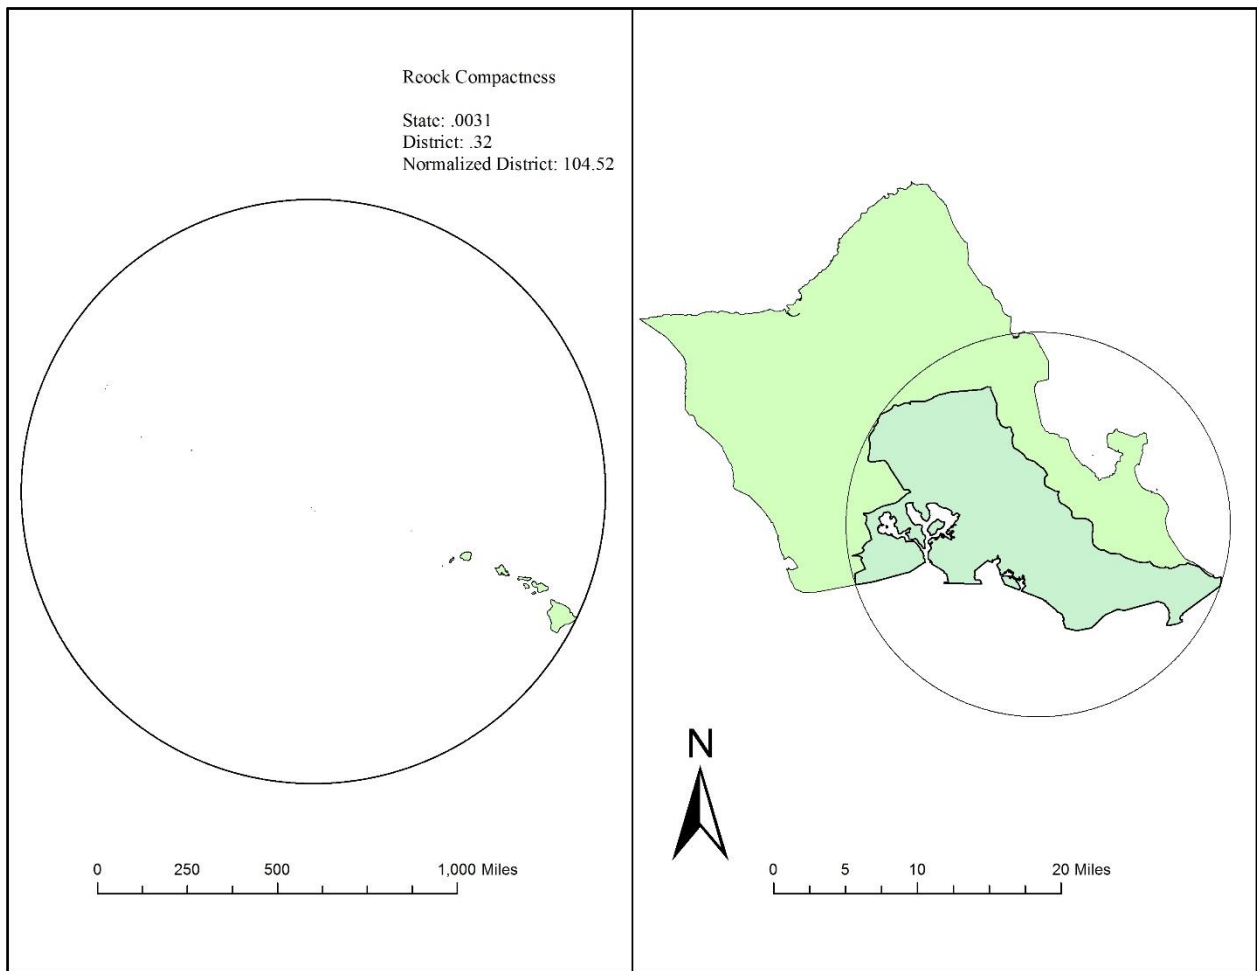 Reock Compactness
State: .0031
District: .32
Normalized District: 104.52
N
0 250 500 1,000 Miles
0 5 10 20 Miles